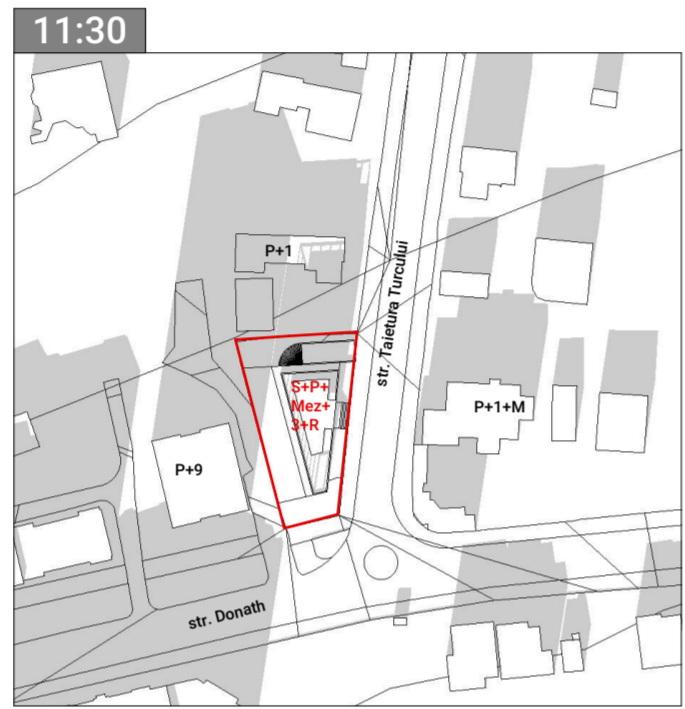 11:30
P+1
str. Taietura Turcului
S+P+
Mez+
3+R
P+1+M
P+9
str. Donath